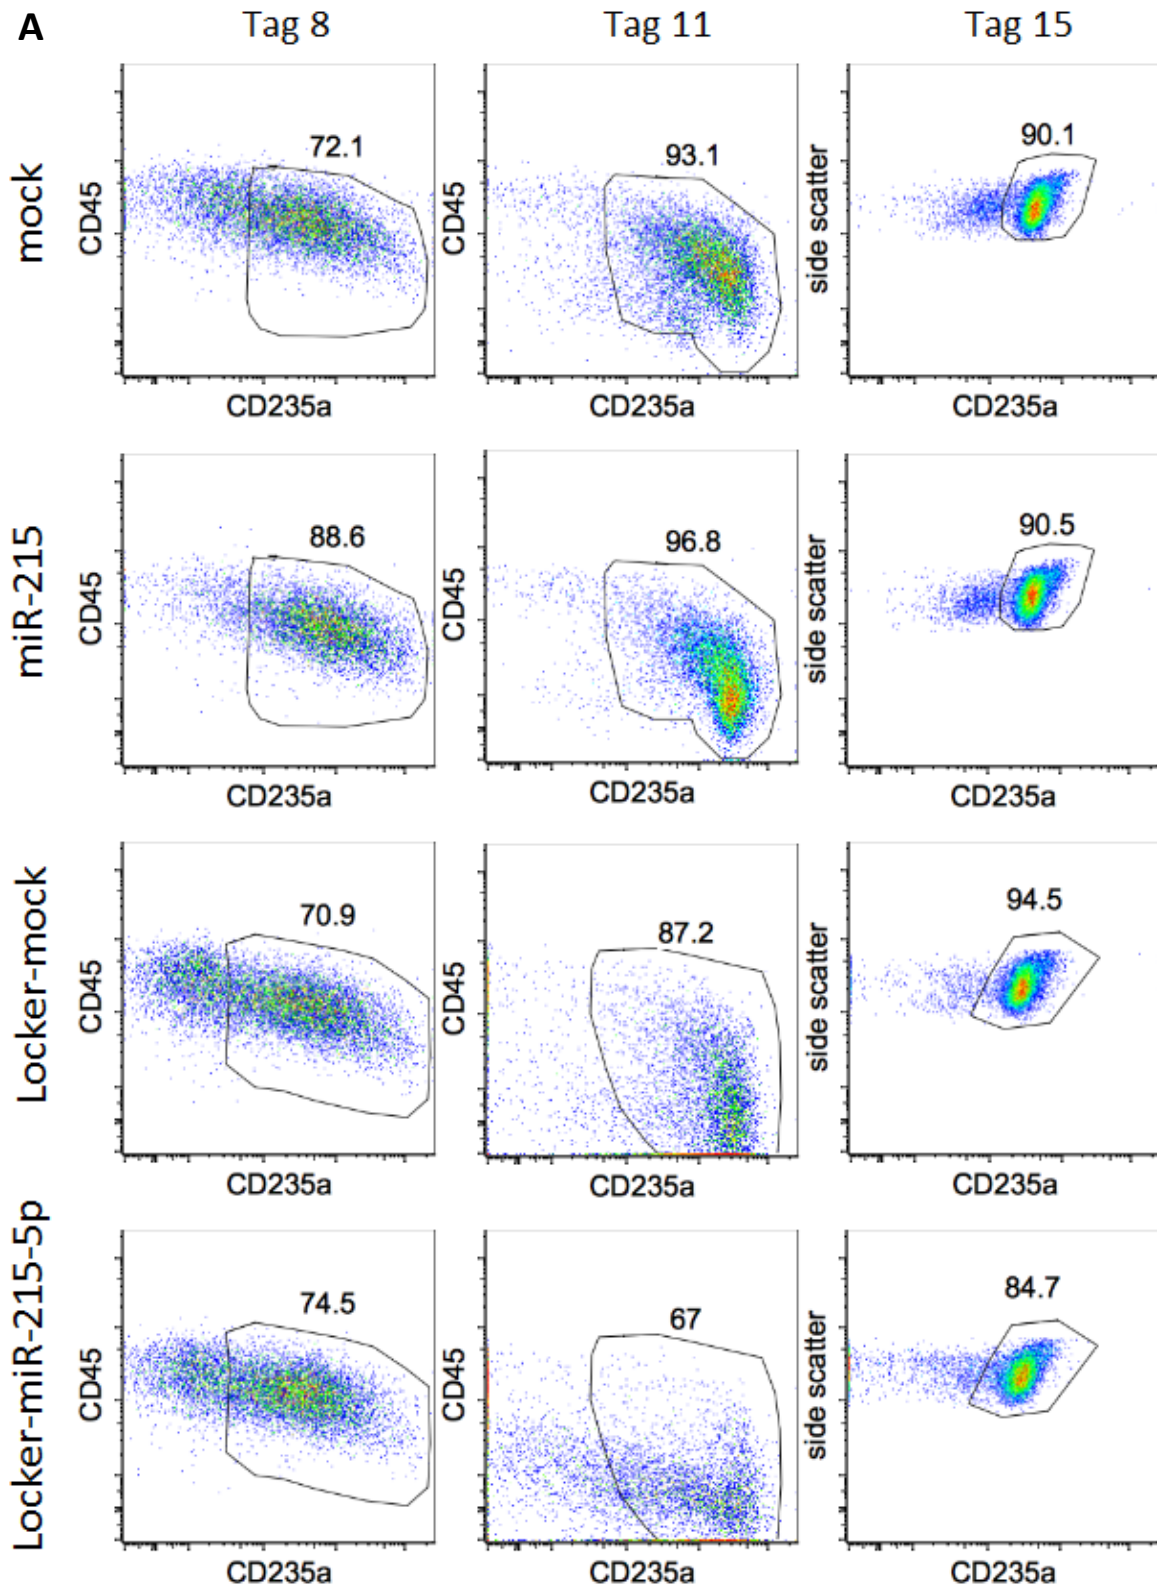 A
Tag 8 Tag 11 Tag 15
mock
72.1 93.1 90.1
CD45 CD45 side scatter
CD235a CD235a CD235a
miR-215
88.6 96.8 90.5
CD45 CD45 side scatter
CD235a CD235a CD235a
Locker-mock
70.9 87.2 94.5
CD45 CD45 side scatter
CD235a CD235a CD235a
Locker-miR-215-5p
74.5 67 84.7
CD45 CD45 side scatter
CD235a CD235a CD235a